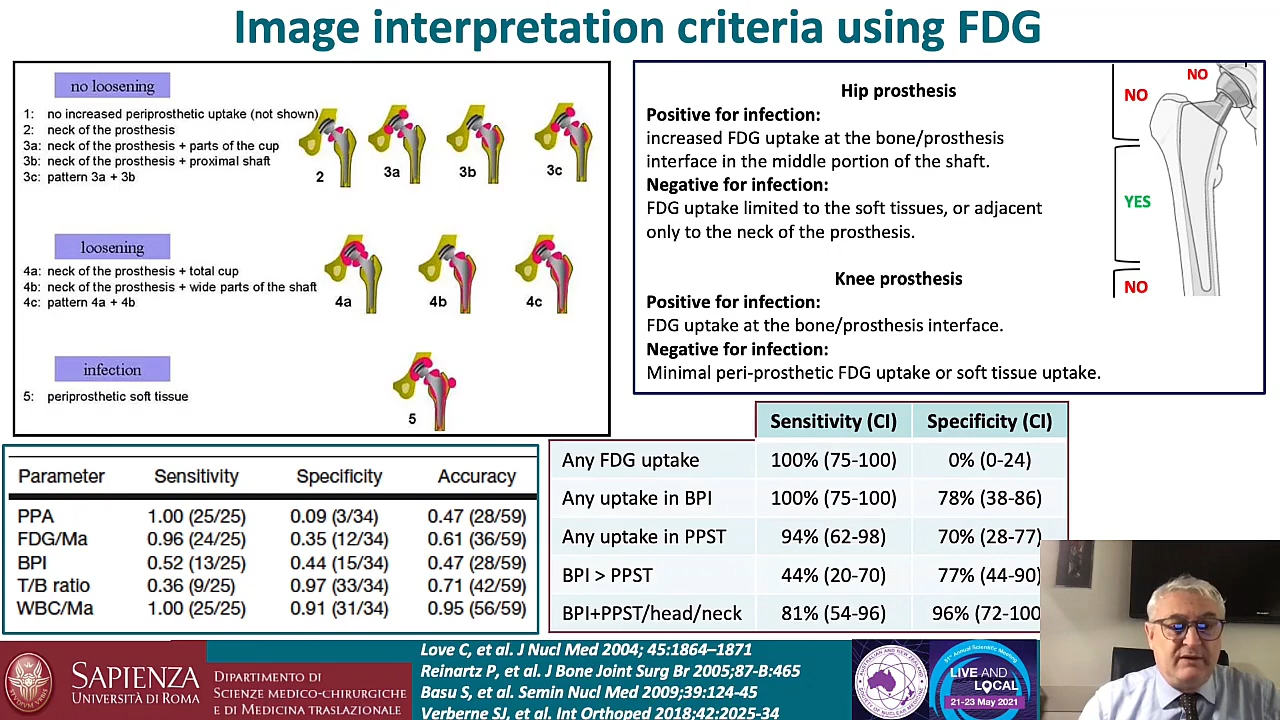 Image interpretation criteria using FDG
no loosening
1: no increased periprosthetic uptake (not shown)
2: neck of the prosthesis
3a: neck of the prosthesis + parts of the cup
3b: neck of the prosthesis + proximal shaft
3c: pattern 3a + 3b
2
3a
3b
3c
loosening
4a: neck of the prosthesis + total cup
4b: neck of the prosthesis + wide parts of the shaft
4c: pattern 4a + 4b
4a
4b
4c
infection
5: periprosthetic soft tissue
5
Hip prosthesis
Positive for infection:
increased FDG uptake at the bone/prosthesis
interface in the middle portion of the shaft.
Negative for infection:
FDG uptake limited to the soft tissues, or adjacent
only to the neck of the prosthesis.
Knee prosthesis
Positive for infection:
FDG uptake at the bone/prosthesis interface.
Negative for infection:
Minimal peri-prosthetic FDG uptake or soft tissue uptake.
NO
NO
YES
NO
Parameter Sensitivity Specificity Accuracy
PPA 1.00 (25/25) 0.09 (3/34) 0.47 (28/59)
FDG/Ma 0.96 (24/25) 0.35 (12/34) 0.61 (36/59)
BPI 0.52 (13/25) 0.44 (15/34) 0.47 (28/59)
T/B ratio 0.36 (9/25) 0.97 (33/34) 0.71 (42/59)
WBC/Ma 1.00 (25/25) 0.91 (31/34) 0.95 (56/59)
Sensitivity (CI) Specificity (CI)
Any FDG uptake 100% (75-100) 0% (0-24)
Any uptake in BPI 100% (75-100) 78% (38-86)
Any uptake in PPST 94% (62-98) 70% (28-77)
BPI > PPST 44% (20-70) 77% (44-90)
BPI+PPST/head/neck 81% (54-96) 96% (72-100
SAPIENZA
UNIVERSITÀ DI ROMA
DIPARTIMENTO DI
SCIENZE MEDICO-CHIRURGICHE
E DI MEDICINA TRASLAZIONALE
Love C, et al. J Nucl Med 2004; 45:1864–1871
Reinartz P, et al. J Bone Joint Surg Br 2005;87-B:465
Basu S, et al. Semin Nucl Med 2009;39:124-45
Verberne SJ, et al. Int Orthoped 2018;42:2025-34
51st Annual Scientific Meeting
LIVE AND
LOCAL
21-23 May 2021